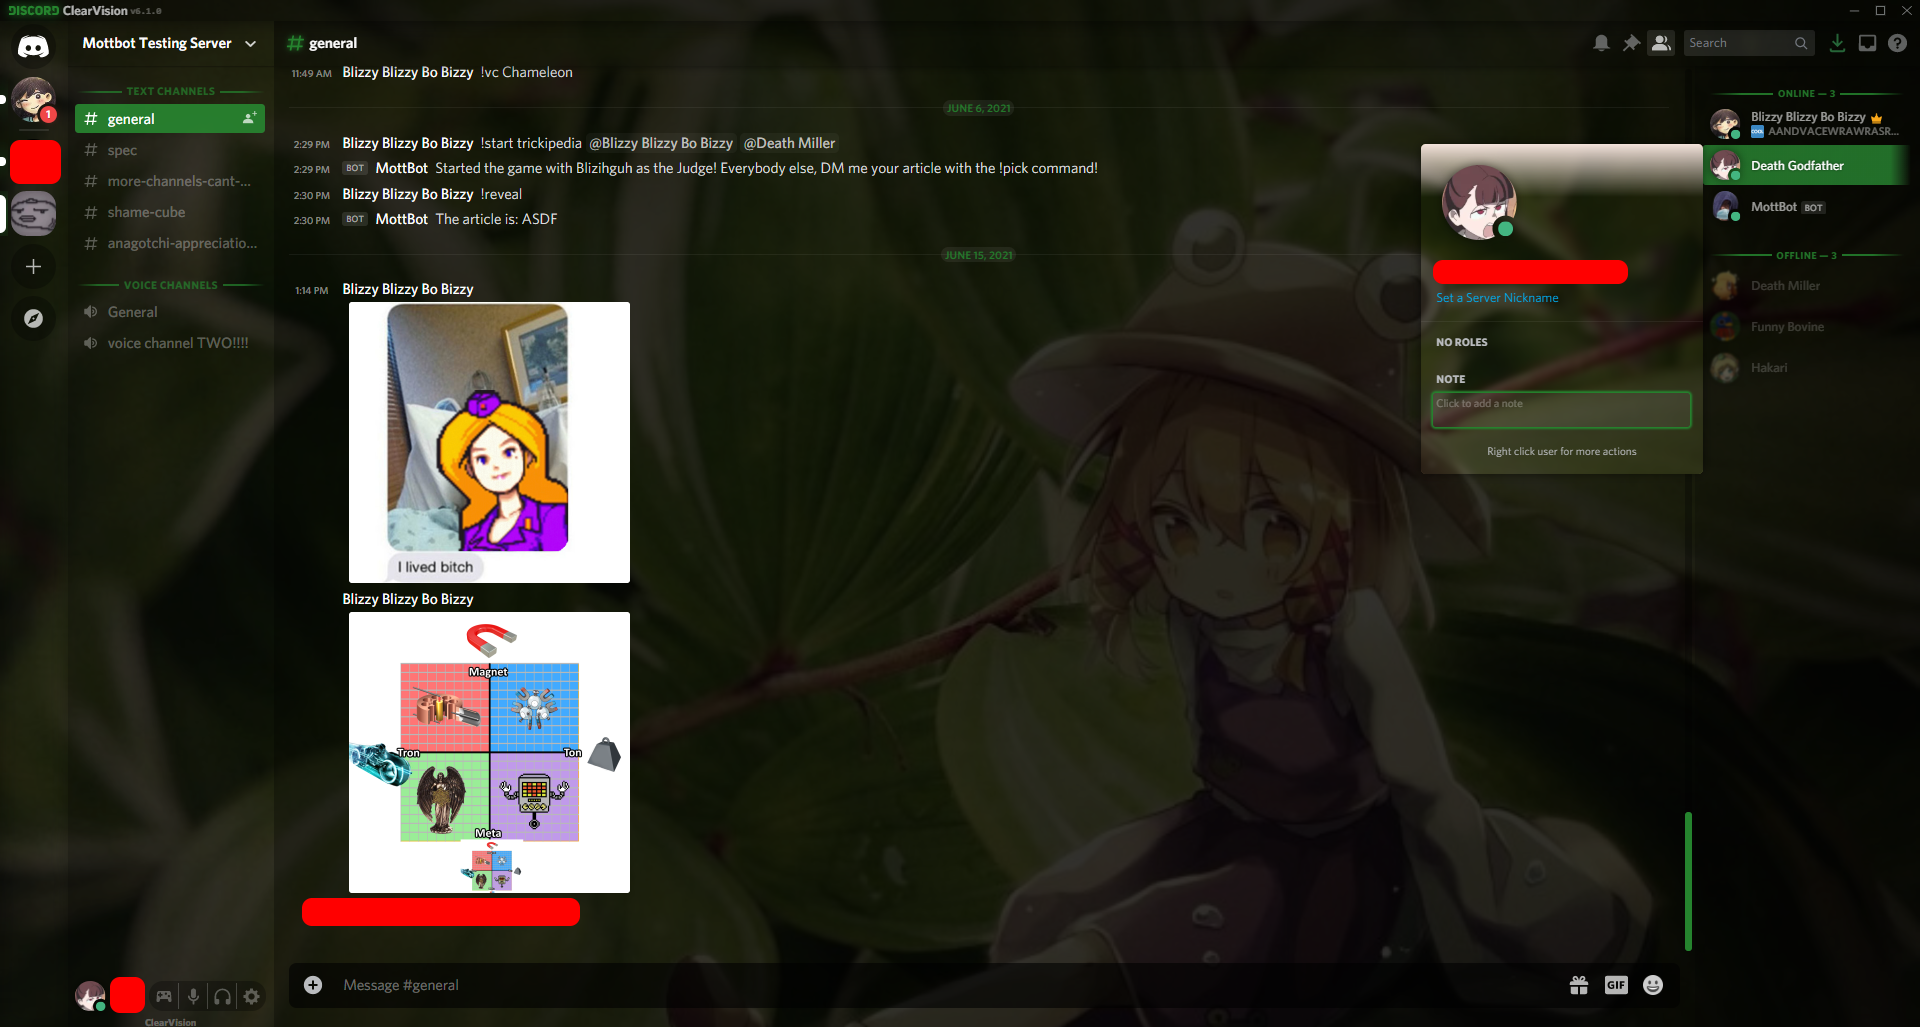 DISCORD ClearVision v6.1.0
Mottbot Testing Server
TEXT CHANNELS
# general
# spec
# more-channels-cant-...
# shame-cube
# anagotchi-appreciatio...
VOICE CHANNELS
General
voice channel TWO!!!!
1
ClearVision
# general
Search
11:49 AM Blizzy Blizzy Bo Bizzy !vc Chameleon
JUNE 6, 2021
2:29 PM Blizzy Blizzy Bo Bizzy !start trickipedia @Blizzy Blizzy Bo Bizzy @Death Miller
2:29 PM BOT MottBot Started the game with Blizihguh as the Judge! Everybody else, DM me your article with the !pick command!
2:30 PM Blizzy Blizzy Bo Bizzy !reveal
2:30 PM BOT MottBot The article is: ASDF
JUNE 15, 2021
1:14 PM Blizzy Blizzy Bo Bizzy
I lived bitch
Blizzy Blizzy Bo Bizzy
Magnet
Tron
Ton
Meta
Message #general
GIF
Set a Server Nickname
NO ROLES
NOTE
Click to add a note
Right click user for more actions
ONLINE — 3
Blizzy Blizzy Bo Bizzy
COOL AANDVACEWRAWRASR...
Death Godfather
MottBot BOT
OFFLINE — 3
Death Miller
Funny Bovine
Hakari